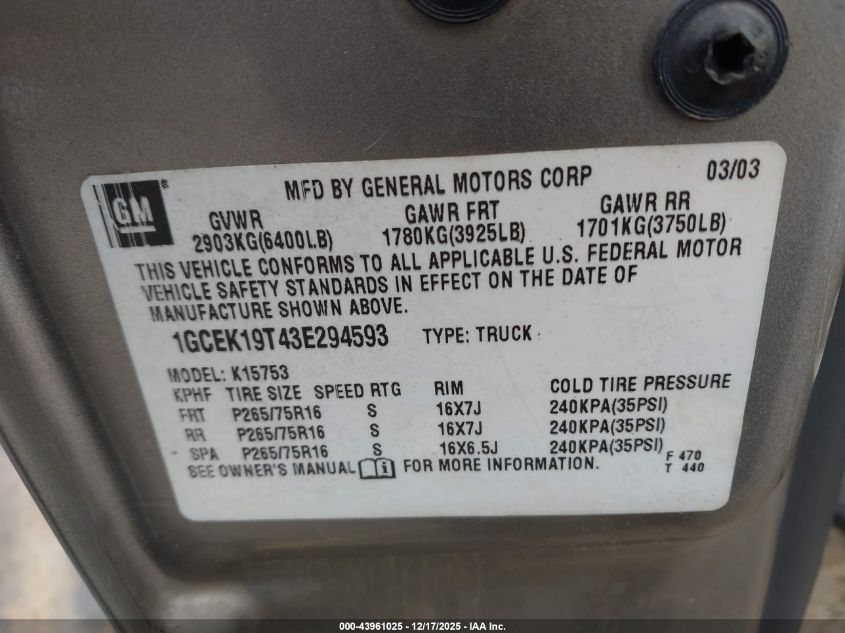 MFD BY GENERAL MOTORS CORP 03/03
GM®
GVWR GAWR FRT GAWR RR
2903KG(6400LB) 1780KG(3925LB) 1701KG(3750LB)
THIS VEHICLE CONFORMS TO ALL APPLICABLE U.S. FEDERAL MOTOR
VEHICLE SAFETY STANDARDS IN EFFECT ON THE DATE OF
MANUFACTURE SHOWN ABOVE.
1GCEK19T43E294593 TYPE: TRUCK
MODEL: K15753
KPHF TIRE SIZE SPEED RTG RIM COLD TIRE PRESSURE
FRT P265/75R16 S 16X7J 240KPA(35PSI)
RR P265/75R16 S 16X7J 240KPA(35PSI)
SPA P265/75R16 S 16X6.5J 240KPA(35PSI) F 470
SEE OWNER'S MANUAL i FOR MORE INFORMATION. T 440
000-43961025 - 12/17/2025 - IAA Inc.